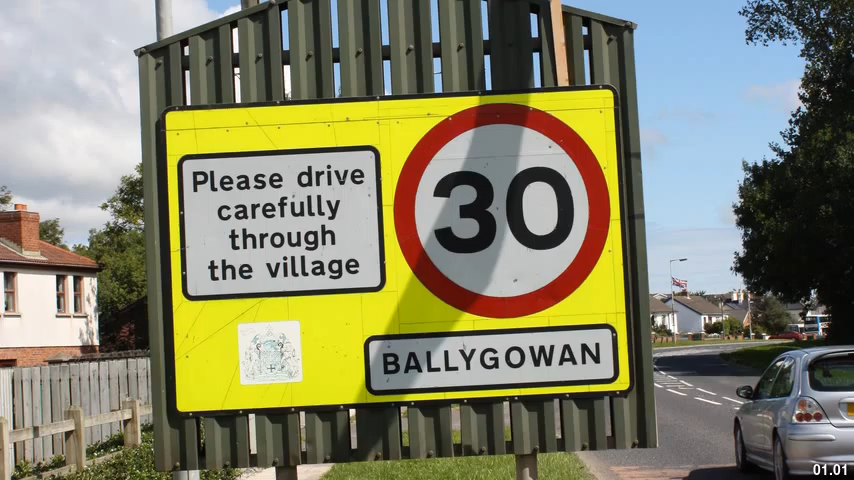 Please drive
carefully
through
the village
30
BALLYGOWAN
01.01